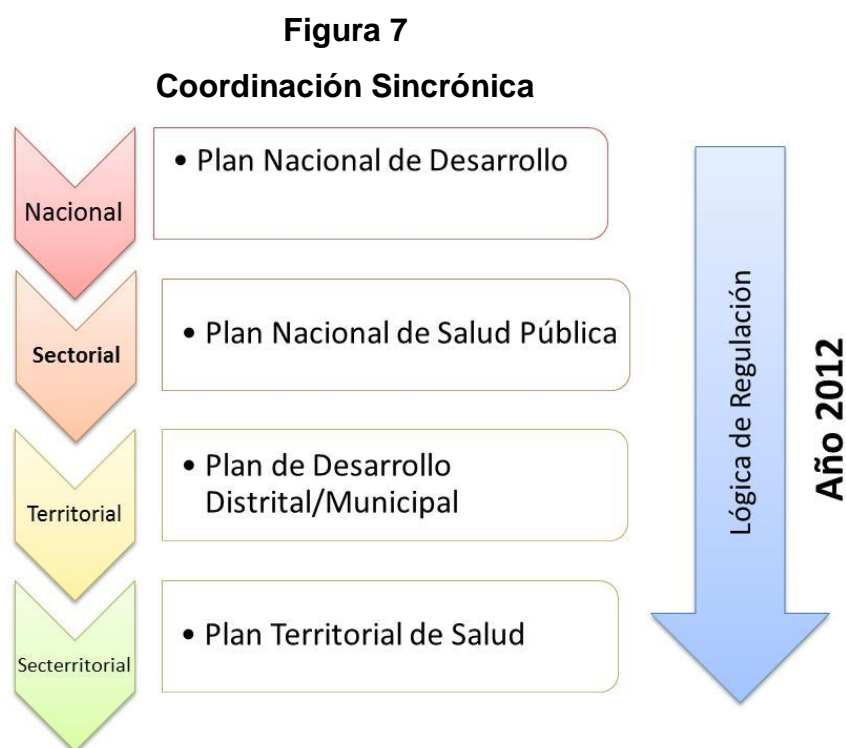 Figura 7
Coordinación Sincrónica
Nacional
• Plan Nacional de Desarrollo
Sectorial
• Plan Nacional de Salud Pública
Territorial
• Plan de Desarrollo
Distrital/Municipal
Secterritorial
• Plan Territorial de Salud
Lógica de Regulación
Año 2012